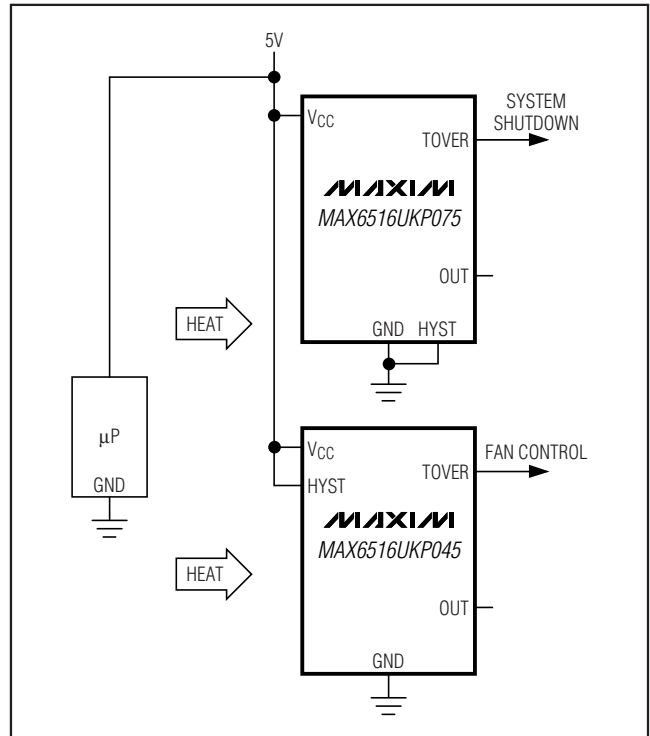 5V
VCC
TOVER
SYSTEM
SHUTDOWN
MAXIM
MAX6516UKP075
OUT
GND HYST
HEAT
μP
GND
VCC
HYST
TOVER
FAN CONTROL
MAXIM
MAX6516UKP045
HEAT
OUT
GND